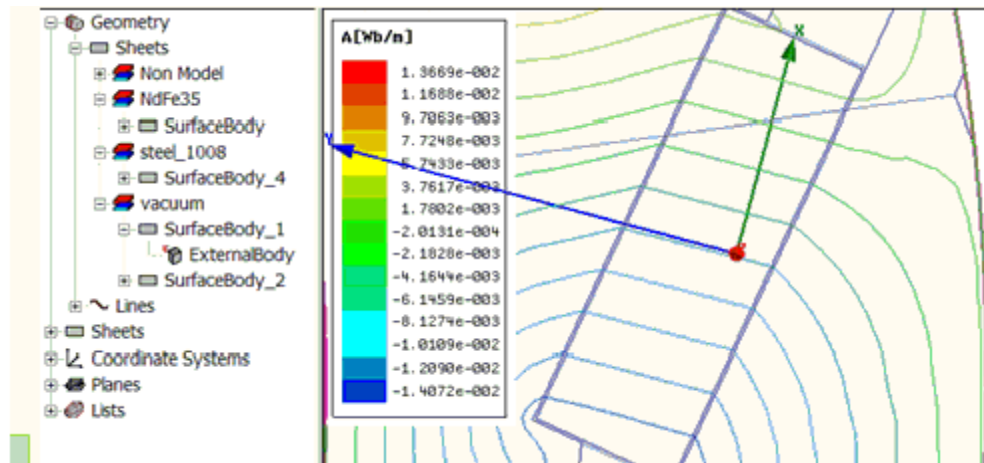 Geometry
Sheets
Non Model
NdFe35
SurfaceBody
steel_1008
SurfaceBody_4
vacuum
SurfaceBody_1
ExternalBody
SurfaceBody_2
Lines
Sheets
Coordinate Systems
Planes
Lists
A[Wb/m]
1.3669e-002
1.1688e-002
9.7063e-003
7.7248e-003
5.7433e-003
3.7617e-003
1.7802e-003
-2.0131e-004
-2.1828e-003
-4.1644e-003
-6.1459e-003
-8.1274e-003
-1.0109e-002
-1.2090e-002
-1.4072e-002
X
Y